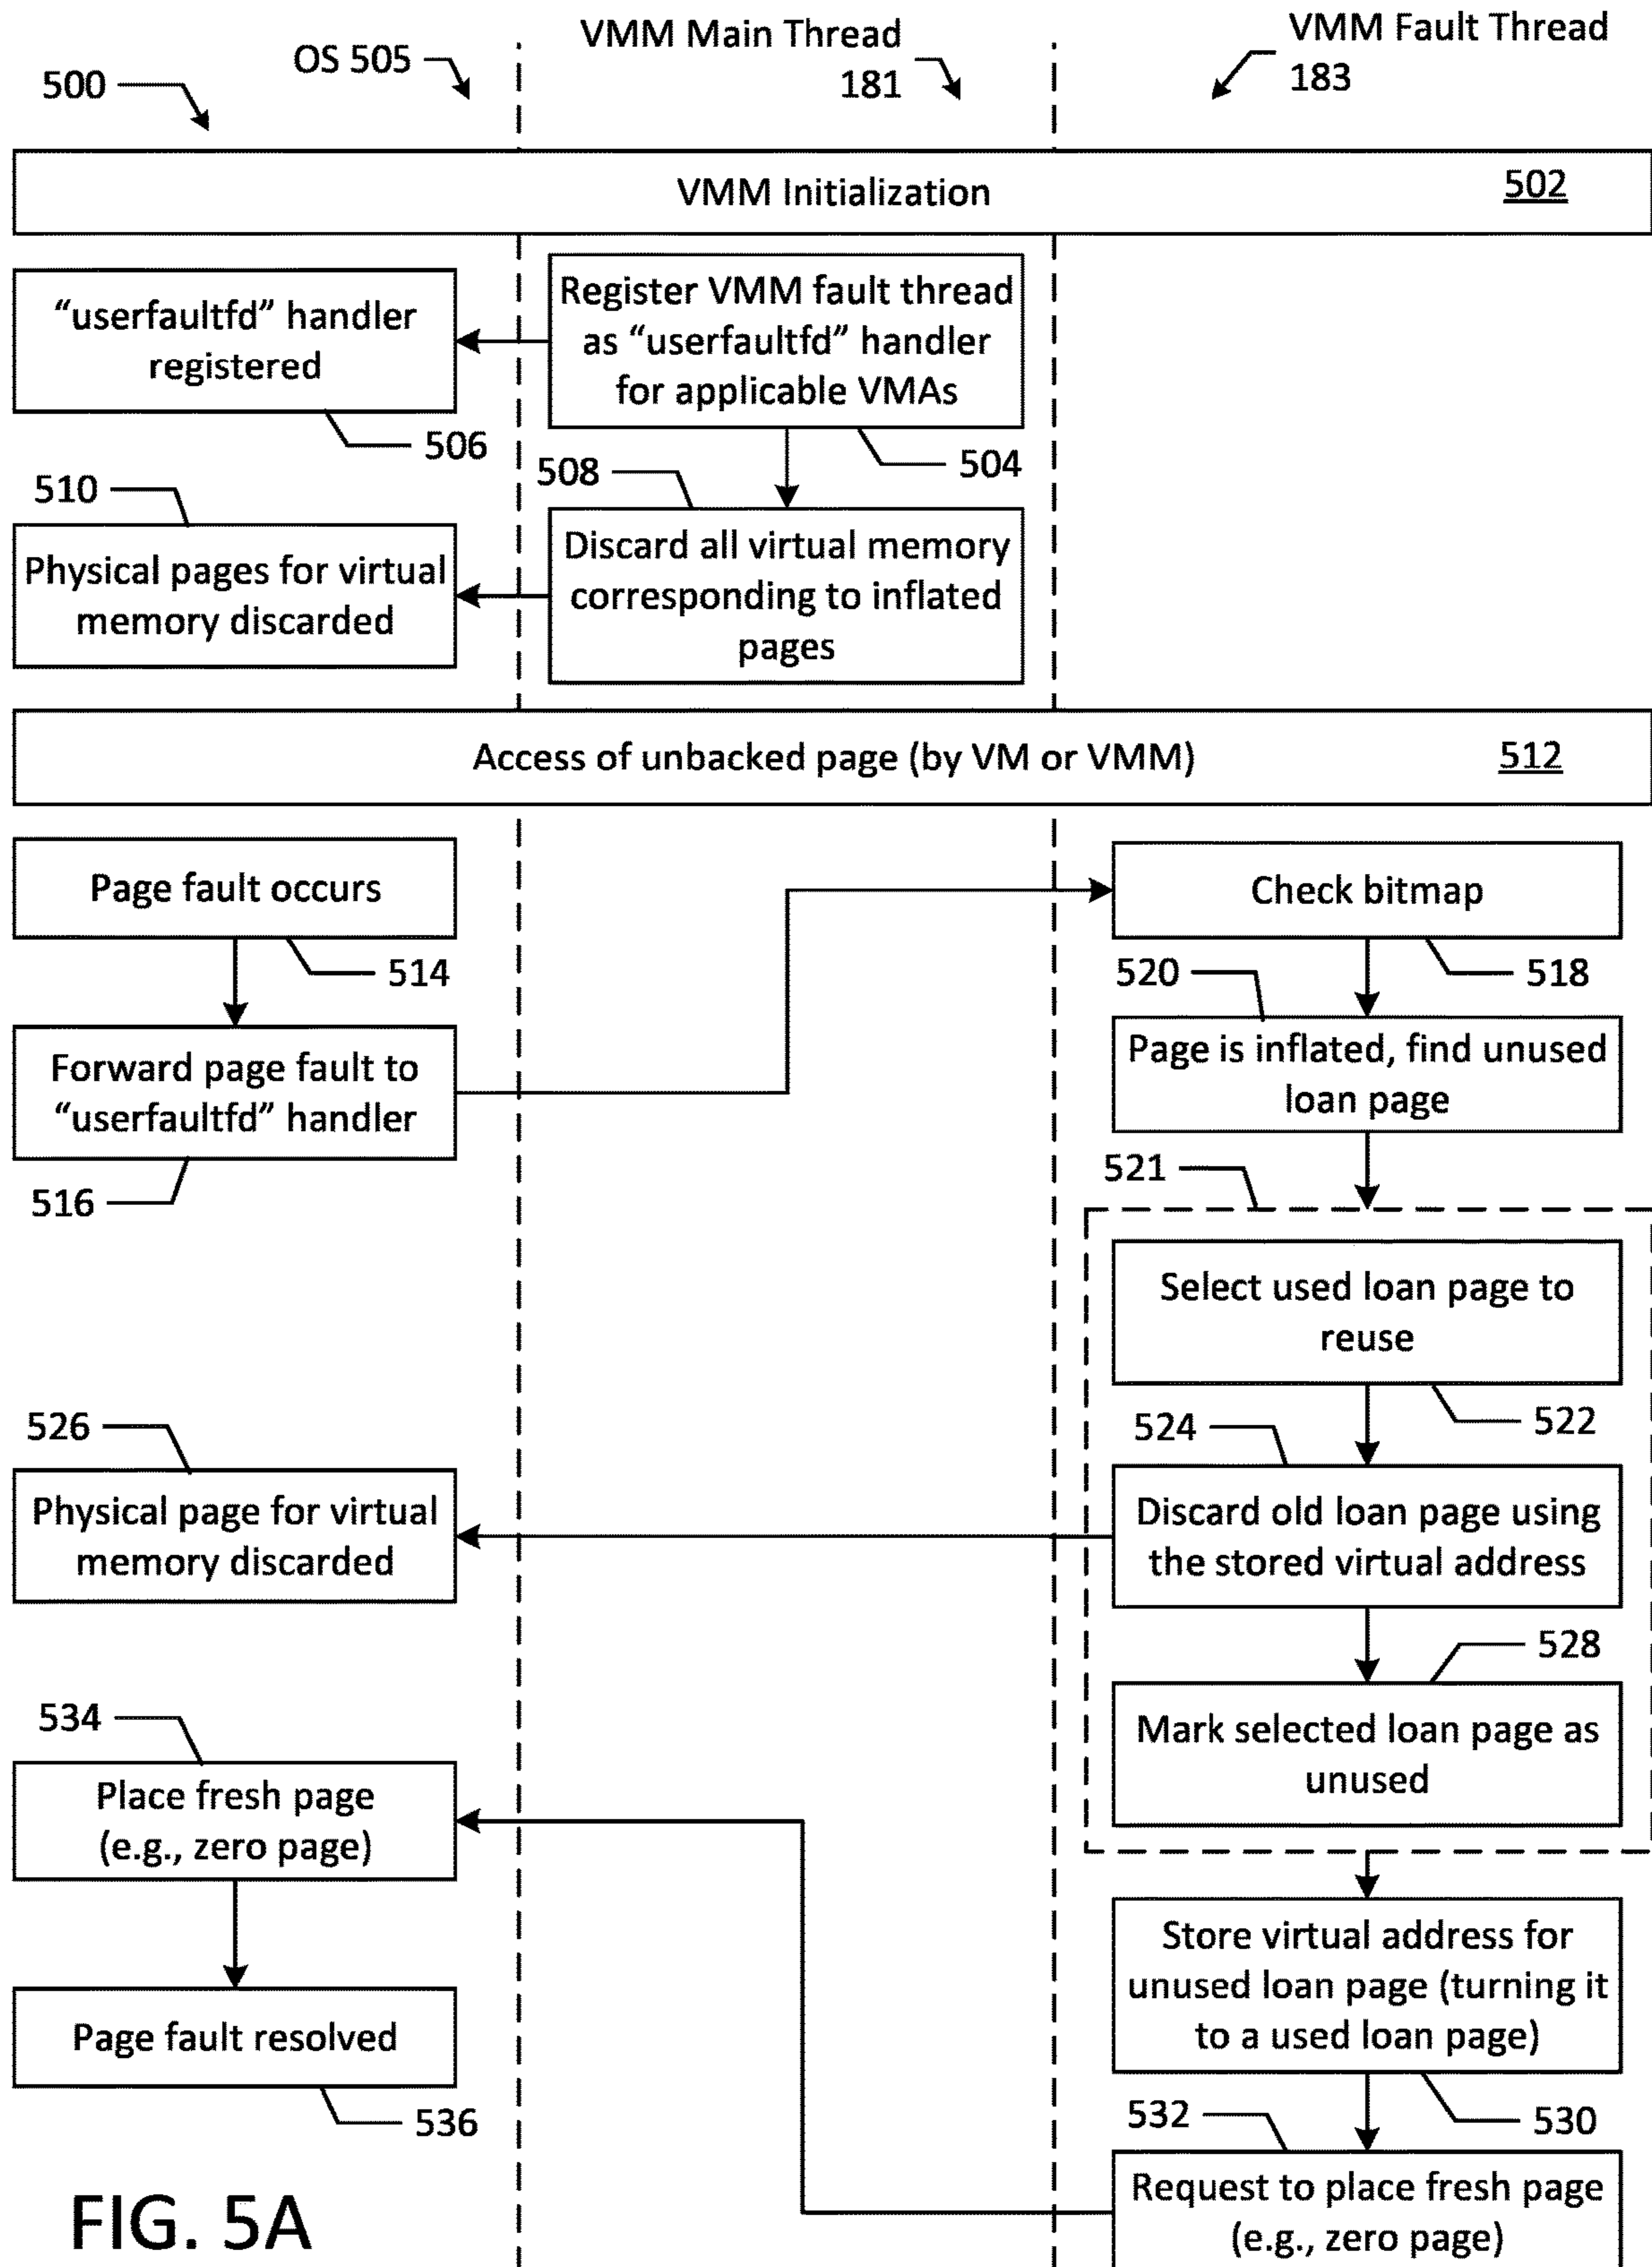 500
OS 505
VMM Main Thread
181
VMM Fault Thread
183
VMM Initialization
502
“userfaultfd” handler
registered
506
Register VMM fault thread
as “userfaultfd” handler
for applicable VMAs
504
508
510
Physical pages for virtual
memory discarded
Discard all virtual memory
corresponding to inflated
pages
Access of unbacked page (by VM or VMM)
512
Page fault occurs
514
Check bitmap
518
520
Forward page fault to
“userfaultfd” handler
516
Page is inflated, find unused
loan page
521
Select used loan page to
reuse
522
524
526
Physical page for virtual
memory discarded
Discard old loan page using
the stored virtual address
528
Mark selected loan page as
unused
534
Place fresh page
(e.g., zero page)
Store virtual address for
unused loan page (turning it
to a used loan page)
530
Page fault resolved
536
532
Request to place fresh page
(e.g., zero page)
FIG. 5A